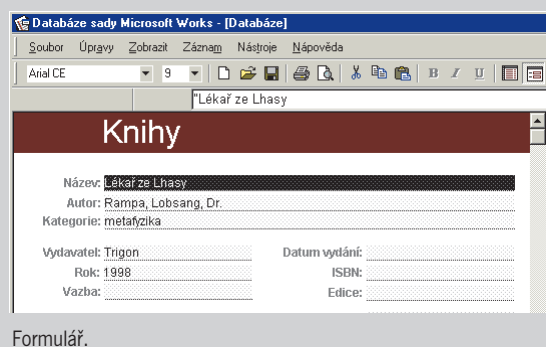 Databáze sady Microsoft Works - [Databáze]
Soubor Úpravy Zobrazit Záznam Nástroje Nápověda
Arial CE 9 B I U
"Lékař ze Lhasy
Knihy
Název: Lékař ze Lhasy
Autor: Rampa, Lobsang, Dr.
Kategorie: metafyzika
Vydavatel: Trigon Datum vydání:
Rok: 1998 ISBN:
Vazba: Edice:
Formulář.